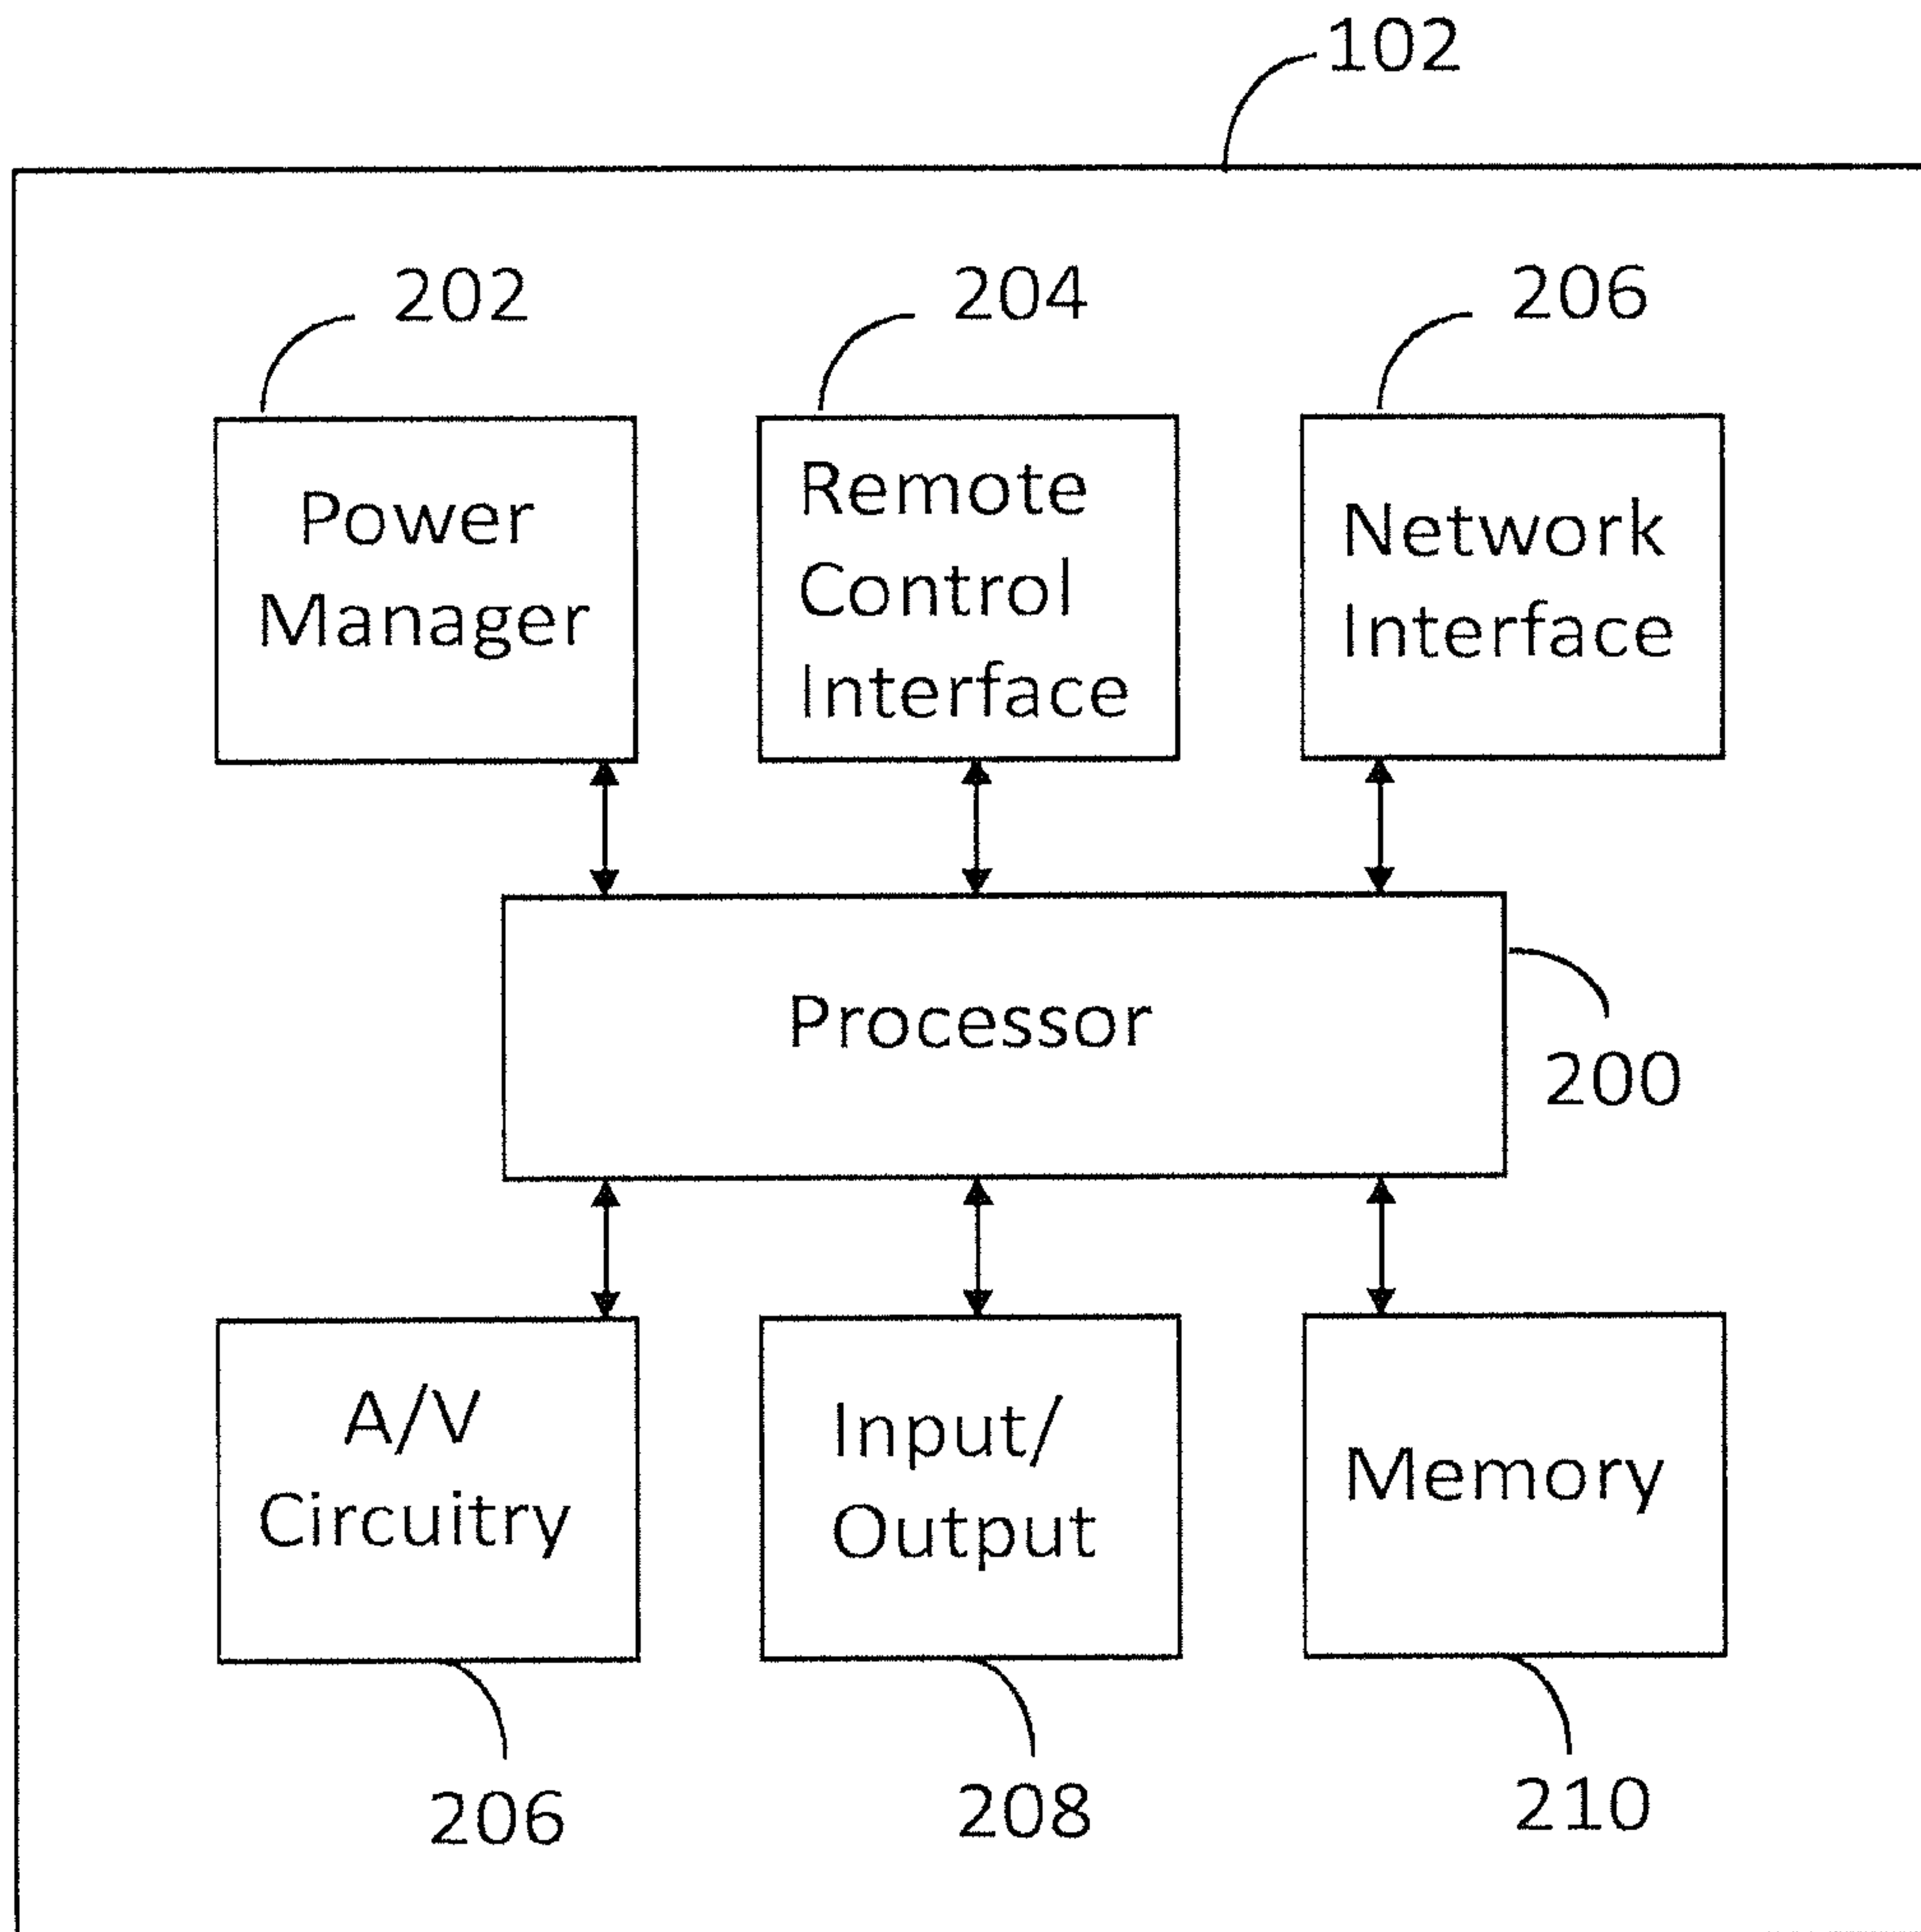 102
202
204
206
Power
Manager
Remote
Control
Interface
Network
Interface
Processor
200
A/V
Circuitry
Input/
Output
Memory
206
208
210